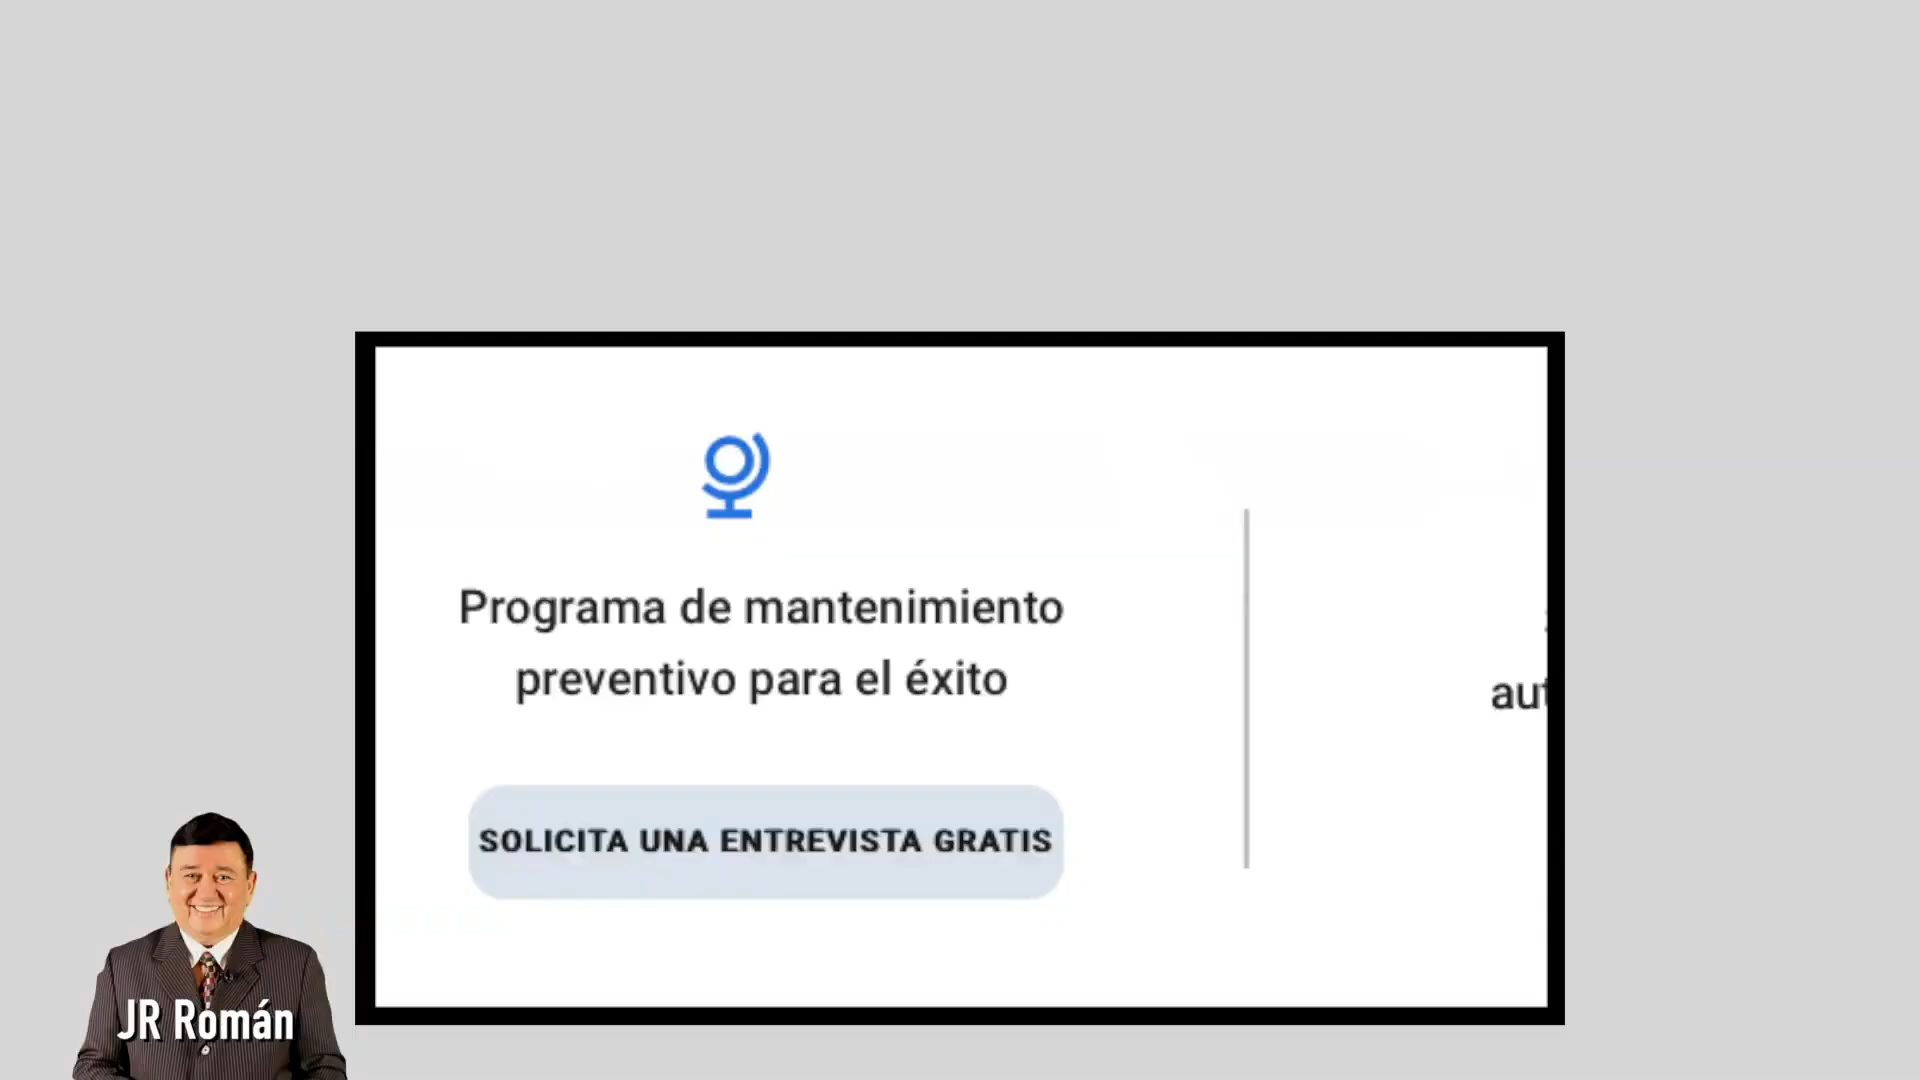 Programa de mantenimiento
preventivo para el éxito
SOLICITA UNA ENTREVISTA GRATIS
JR Román